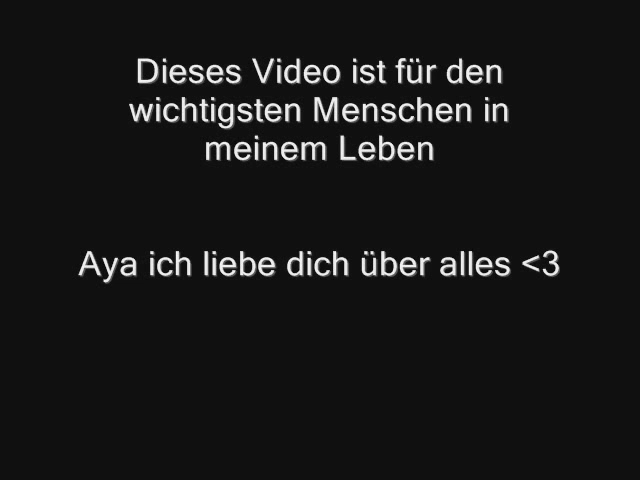 Dieses Video ist für den
wichtigsten Menschen in
meinem Leben
Aya ich liebe dich über alles <3